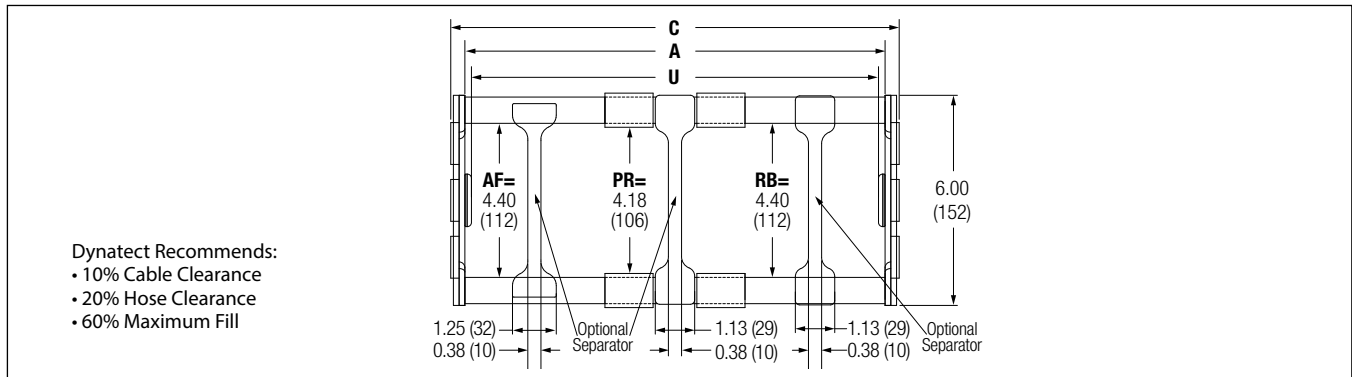 C
A
U
AF=
4.40
(112)
PR=
4.18
(106)
RB=
4.40
(112)
6.00
(152)
Dynatect Recommends:
• 10% Cable Clearance
• 20% Hose Clearance
• 60% Maximum Fill
1.25 (32)
0.38 (10)
Optional
Separator
1.13 (29)
0.38 (10)
1.13 (29)
0.38 (10)
Optional
Separator